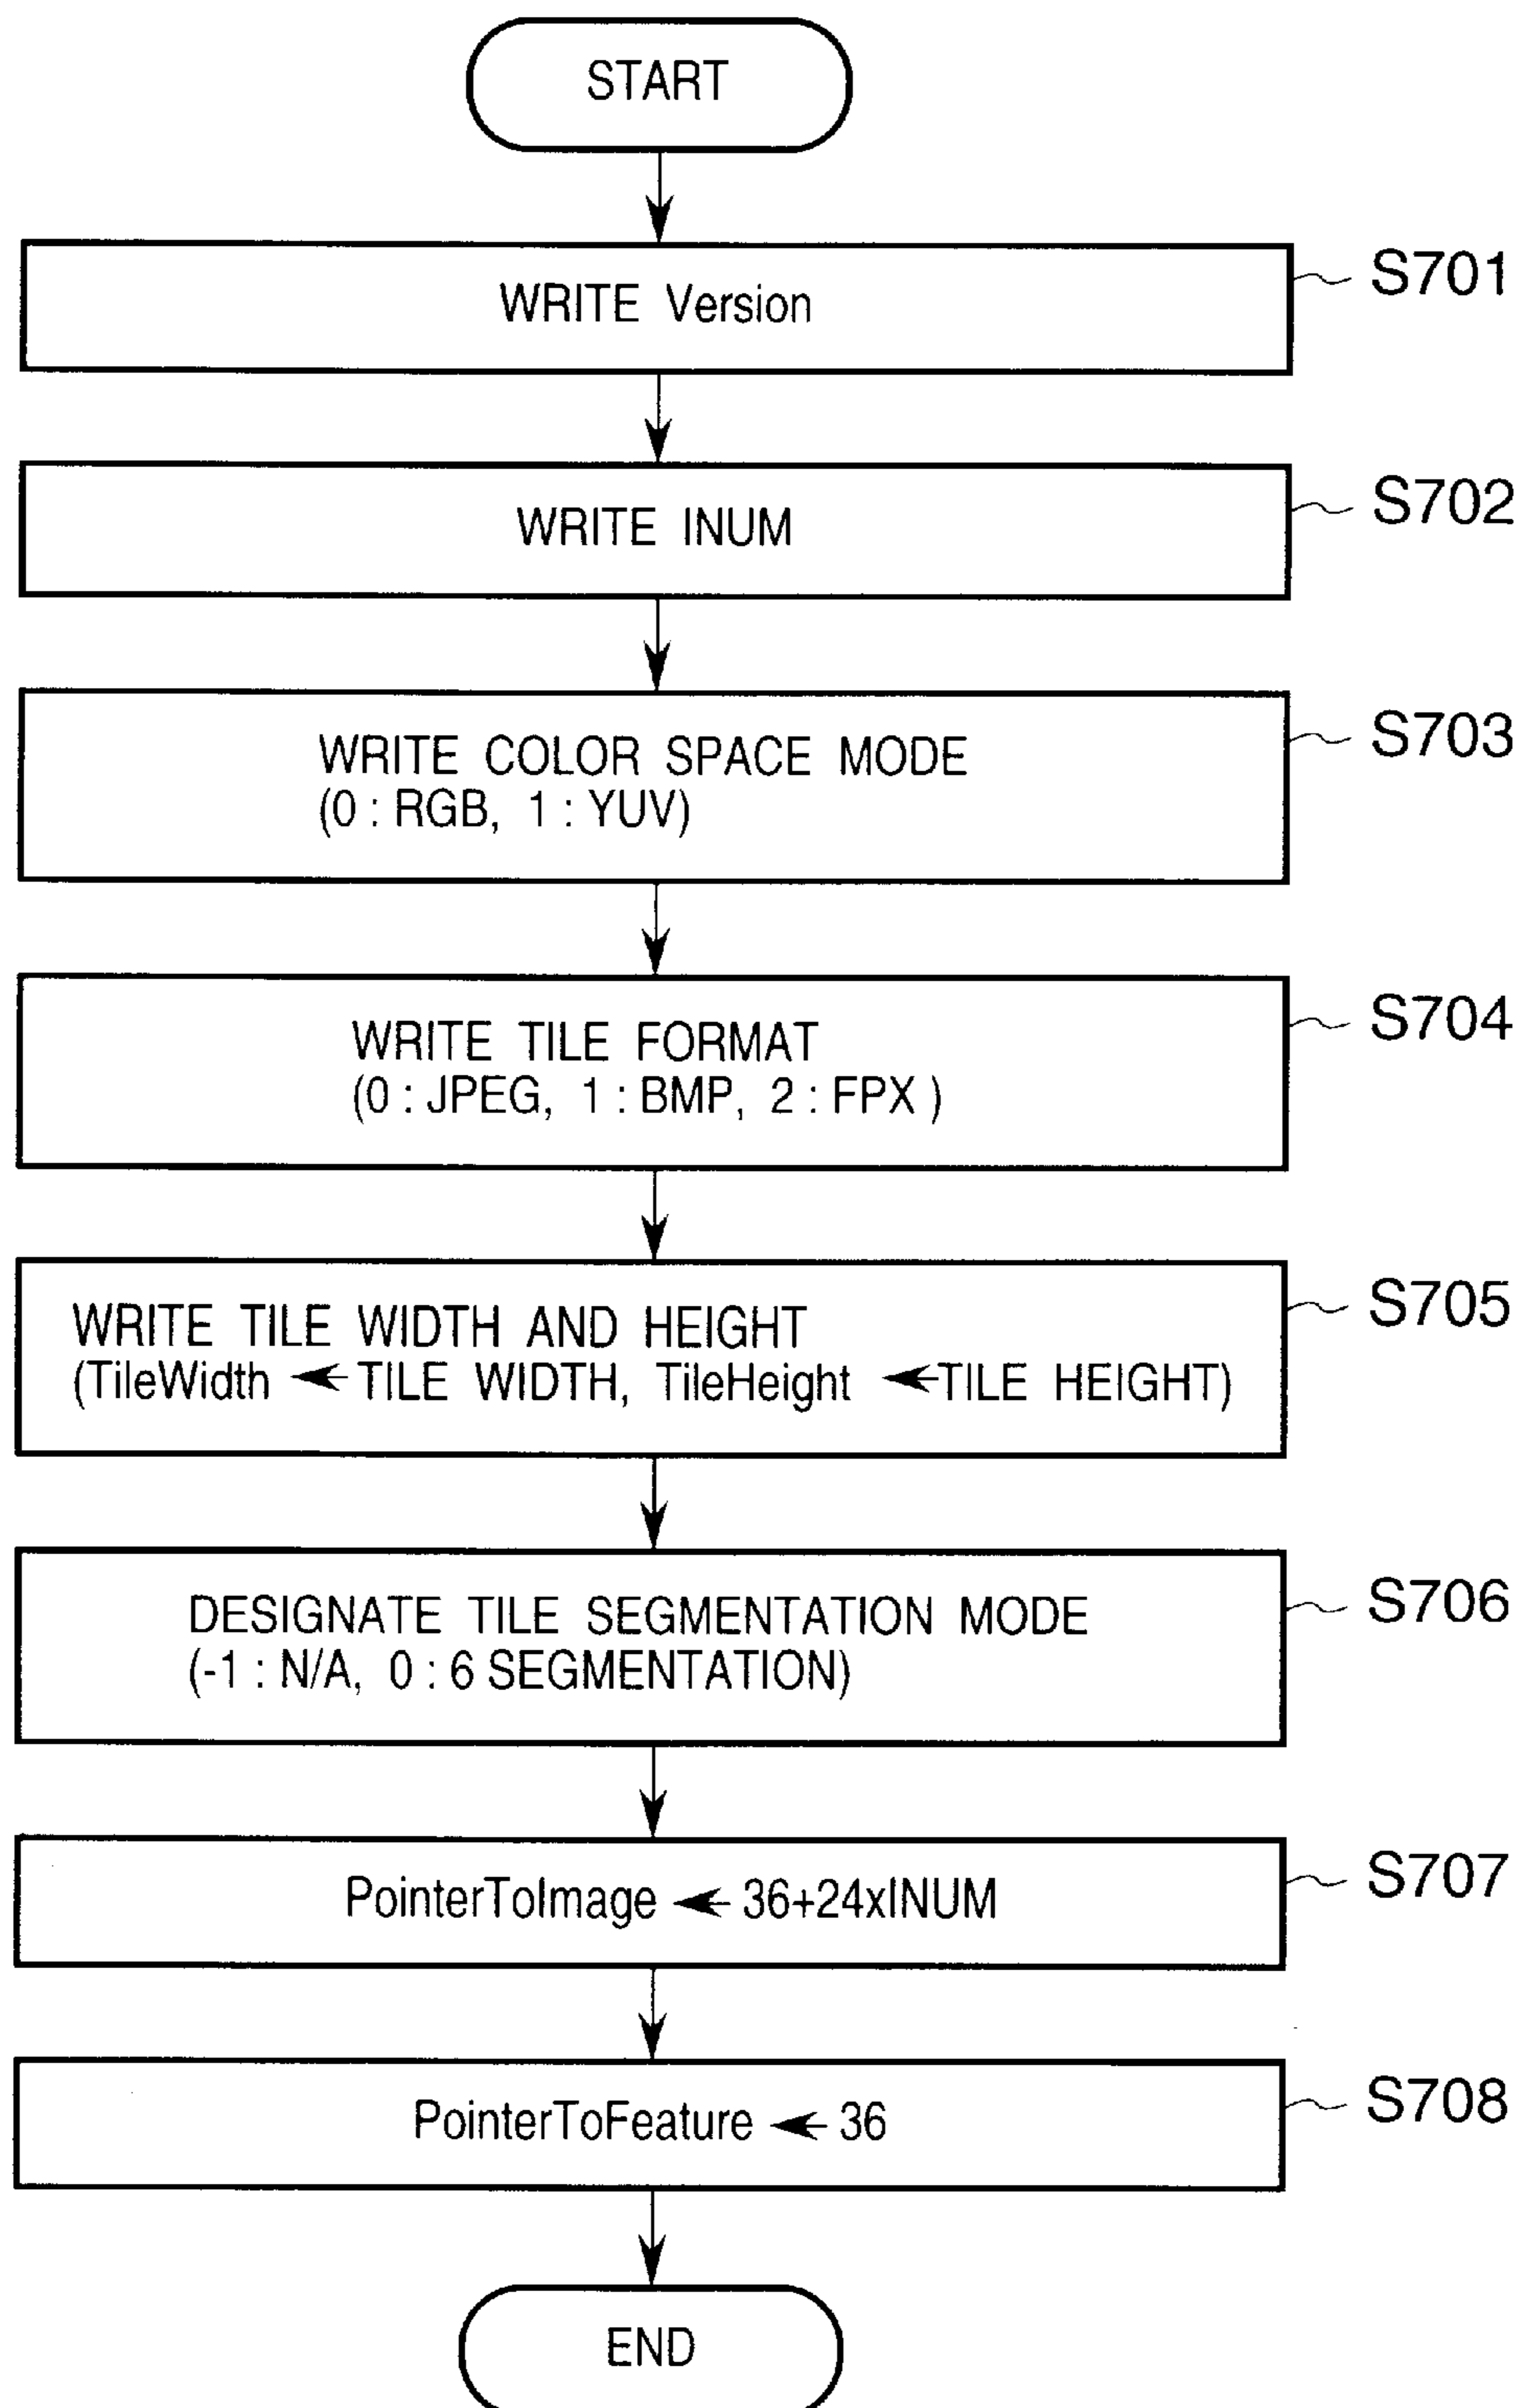 START
WRITE Version
S701
WRITE INUM
S702
WRITE COLOR SPACE MODE
(0 : RGB, 1 : YUV)
S703
WRITE TILE FORMAT
(0 : JPEG, 1 : BMP, 2 : FPX )
S704
WRITE TILE WIDTH AND HEIGHT
(TileWidth ← TILE WIDTH, TileHeight ← TILE HEIGHT)
S705
DESIGNATE TILE SEGMENTATION MODE
(-1 : N/A, 0 : 6 SEGMENTATION)
S706
PointerToImage ← 36+24xINUM
S707
PointerToFeature ← 36
S708
END